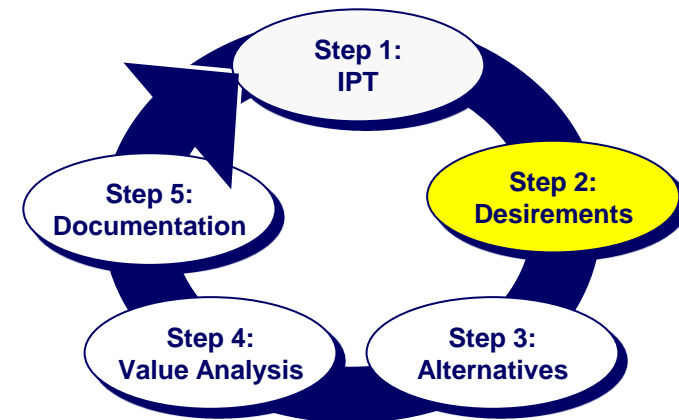 Step 1:
IPT
Step 2:
Desirements
Step 3:
Alternatives
Step 4:
Value Analysis
Step 5:
Documentation